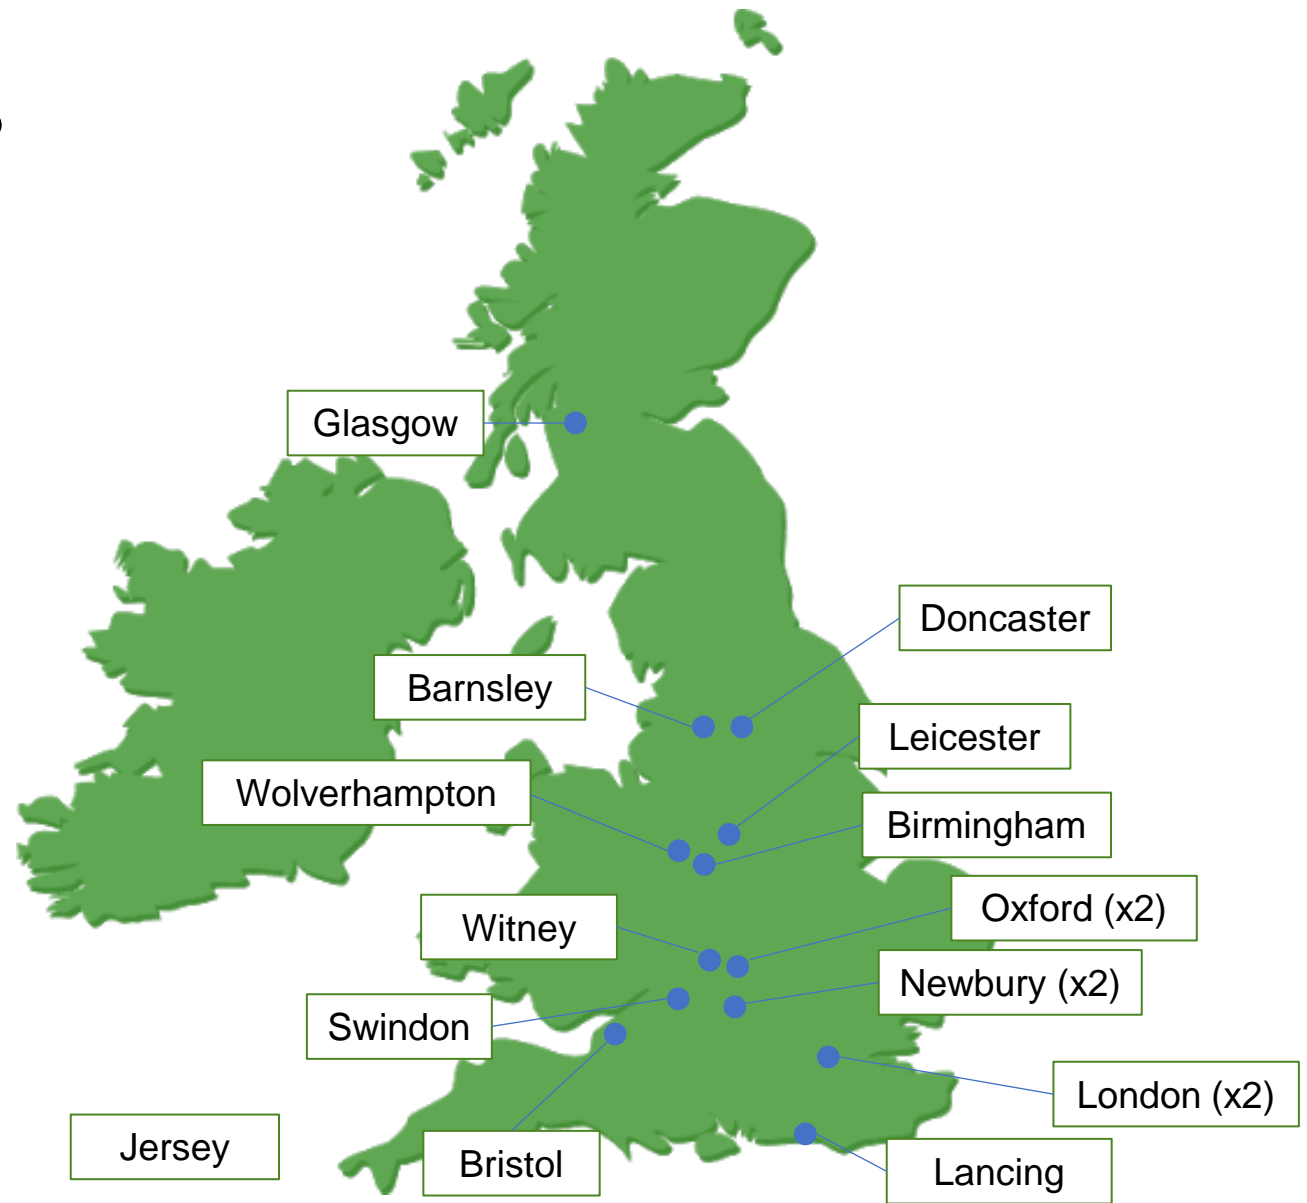 Glasgow
Doncaster
Barnsley
Leicester
Wolverhampton
Birmingham
Oxford (x2)
Witney
Newbury (x2)
Swindon
London (x2)
Jersey
Bristol
Lancing